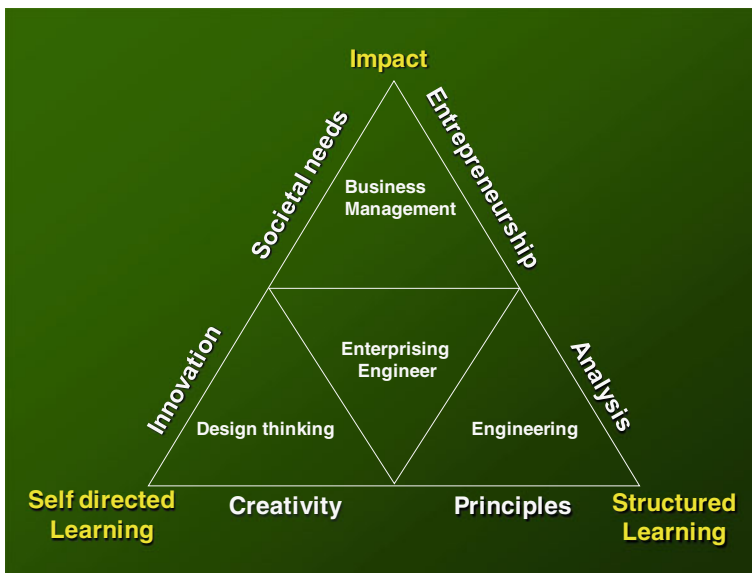 Impact
Societal needs
Entrepreneurship
Business
Management
Innovation
Enterprising
Engineer
Analysis
Design thinking
Engineering
Self directed
Learning
Creativity
Principles
Structured
Learning